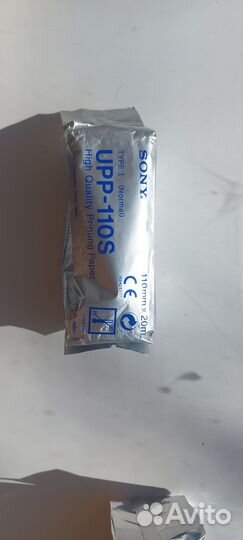 SONY
TYPE I (Normal)
UPP-110S
High Quality Printing Paper
110mm × 20m
CE
Avito